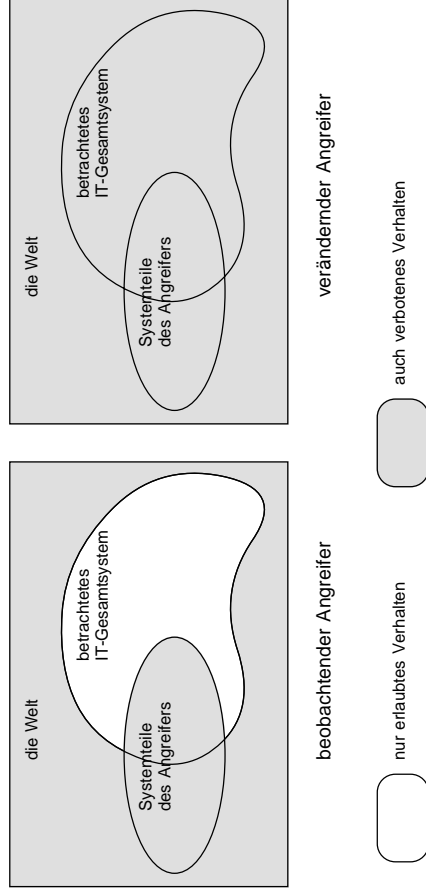 die Welt
betrachtetes
IT-Gesamtsystem
Systemteile
des Angreifers
beobachtender Angreifer
die Welt
betrachtetes
IT-Gesamtsystem
Systemteile
des Angreifers
verändernder Angreifer
nur erlaubtes Verhalten
auch verbotenes Verhalten